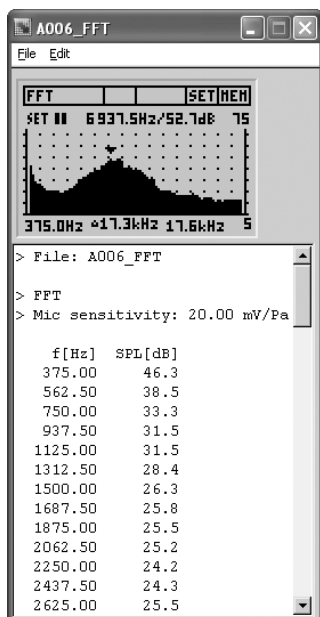 A006_FFT
File Edit
FFT SET MEM
SET 6937.5Hz/52.7dB 75
375.0Hz △17.3kHz 17.6kHz 5
> File: A006_FFT
> FFT
> Mic sensitivity: 20.00 mV/Pa
f[Hz] SPL[dB]
375.00 46.3
562.50 38.5
750.00 33.3
937.50 31.5
1125.00 31.5
1312.50 28.4
1500.00 26.3
1687.50 25.8
1875.00 25.5
2062.50 25.2
2250.00 24.2
2437.50 24.3
2625.00 25.5